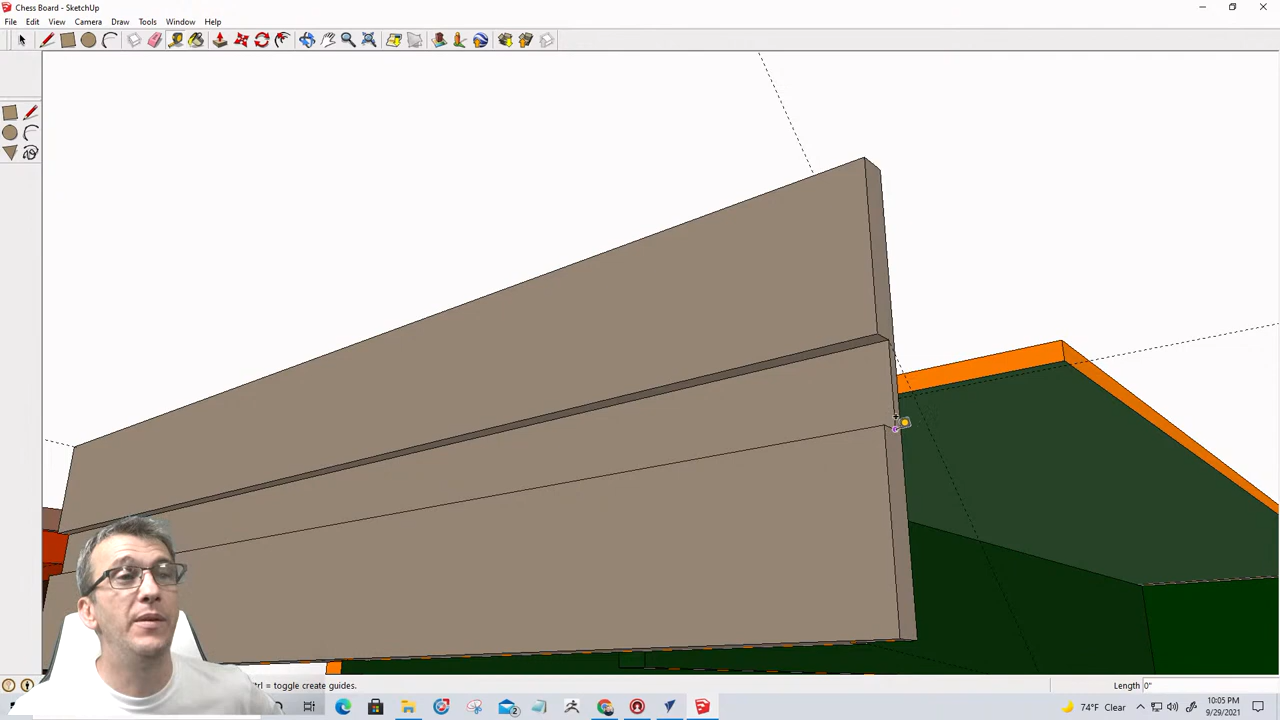 Chess Board - SketchUp
File Edit View Camera Draw Tools Window Help
trl = toggle create guides.
Length 0"
2
74°F Clear
10:05 PM
9/29/2021